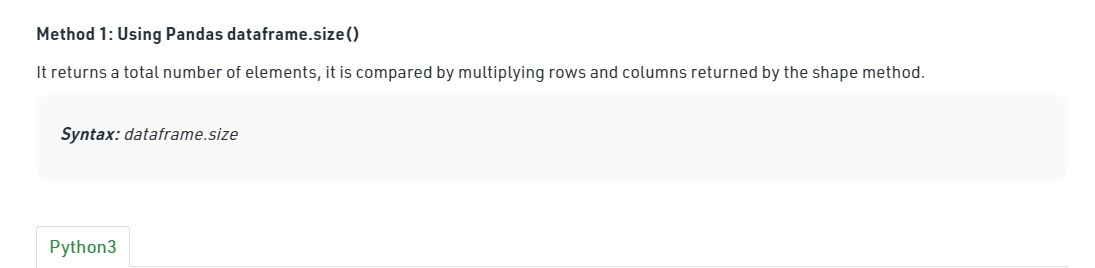 Method 1: Using Pandas dataframe.size()
It returns a total number of elements, it is compared by multiplying rows and columns returned by the shape method.
Syntax: dataframe.size
Python3